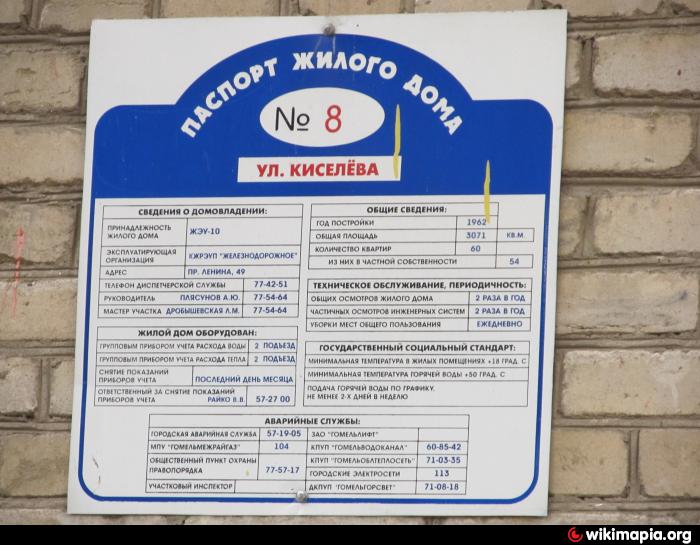 ПАСПОРТ ЖИЛОГО ДОМА
№ 8
УЛ. КИСЕЛЁВА
СВЕДЕНИЯ О ДОМОВЛАДЕНИИ:
ПРИНАДЛЕЖНОСТЬ
ЖИЛОГО ДОМА
ЖЭУ-10
ЭКСПЛУАТИРУЮЩАЯ
ОРГАНИЗАЦИЯ
КЖРЭУП "ЖЕЛЕЗНОДОРОЖНОЕ"
АДРЕС ПР. ЛЕНИНА, 49
ТЕЛЕФОН ДИСПЕТЧЕРСКОЙ СЛУЖБЫ 77-42-51
РУКОВОДИТЕЛЬ ПЛЯСУНОВ А.Ю. 77-54-64
МАСТЕР УЧАСТКА ДРОБЫШЕВСКАЯ Л.М. 77-54-64
ЖИЛОЙ ДОМ ОБОРУДОВАН:
ГРУППОВЫМ ПРИБОРОМ УЧЕТА РАСХОДА ВОДЫ 2 ПОДЪЕЗД
ГРУППОВЫМ ПРИБОРОМ УЧЕТА РАСХОДА ТЕПЛА 2 ПОДЪЕЗД
СНЯТИЕ ПОКАЗАНИЙ
ПРИБОРОВ УЧЕТА
ПОСЛЕДНИЙ ДЕНЬ МЕСЯЦА
ОТВЕТСТВЕННЫЙ ЗА СНЯТИЕ ПОКАЗАНИЙ
ПРИБОРОВ УЧЕТА РАЙКО В.В. 57-27 00
ОБЩИЕ СВЕДЕНИЯ:
ГОД ПОСТРОЙКИ 1962
ОБЩАЯ ПЛОЩАДЬ 3071 КВ.М.
КОЛИЧЕСТВО КВАРТИР 60
ИЗ НИХ В ЧАСТНОЙ СОБСТВЕННОСТИ 54
ТЕХНИЧЕСКОЕ ОБСЛУЖИВАНИЕ, ПЕРИОДИЧНОСТЬ:
ОБЩИХ ОСМОТРОВ ЖИЛОГО ДОМА 2 РАЗА В ГОД
ЧАСТИЧНЫХ ОСМОТРОВ ИНЖЕНЕРНЫХ СИСТЕМ 2 РАЗА В ГОД
УБОРКИ МЕСТ ОБЩЕГО ПОЛЬЗОВАНИЯ ЕЖЕДНЕВНО
ГОСУДАРСТВЕННЫЙ СОЦИАЛЬНЫЙ СТАНДАРТ:
МИНИМАЛЬНАЯ ТЕМПЕРАТУРА В ЖИЛЫХ ПОМЕЩЕНИЯХ +18 ГРАД. С
МИНИМАЛЬНАЯ ТЕМПЕРАТУРА ГОРЯЧЕЙ ВОДЫ +50 ГРАД. С
ПОДАЧА ГОРЯЧЕЙ ВОДЫ ПО ГРАФИКУ.
НЕ МЕНЕЕ 2-Х ДНЕЙ В НЕДЕЛЮ
АВАРИЙНЫЕ СЛУЖБЫ:
ГОРОДСКАЯ АВАРИЙНАЯ СЛУЖБА 57-19-05
МПУ "ГОМЕЛЬМЕЖРАЙГАЗ" 104
ОБЩЕСТВЕННЫЙ ПУНКТ ОХРАНЫ
ПРАВОПОРЯДКА 77-57-17
УЧАСТКОВЫЙ ИНСПЕКТОР
ЗАО "ГОМЕЛЬЛИФТ"
КПУП "ГОМЕЛЬВОДОКАНАЛ" 60-85-42
КПУП "ГОМЕЛЬОБЛТЕПЛОСЕТЬ" 71-03-35
ГОРОДСКИЕ ЭЛЕКТРОСЕТИ 113
ДКПУП "ГОМЕЛЬГОРСВЕТ" 71-08-18
wikimapia.org